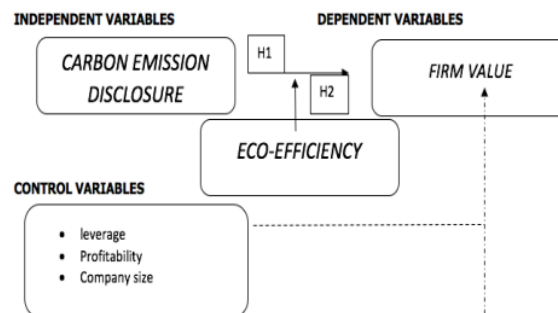 INDEPENDENT VARIABLES
DEPENDENT VARIABLES
CARBON EMISSION
DISCLOSURE
H1
H2
FIRM VALUE
ECO-EFFICIENCY
CONTROL VARIABLES
• leverage
• Profitability
• Company size